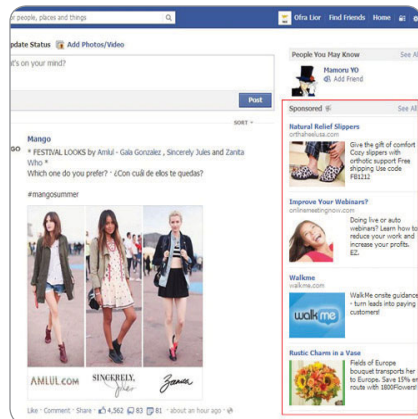 or people, places and things
Ofra Lior Find Friends Home
pdate Status Add Photos/Video
at's on your mind?
Post
SORT
People You May Know See Al
Mamoru YO
Add Friend
Mango
* FESTIVAL LOOKS by Amlul - Gala Gonzalez , Sincerely Jules and Zanita
Who *
Which one do you prefer? · ¿Con cuál de ellos te quedas?
#mangosummer
AMLUL.COM
SINCERELY,
Jules
Zanita
Like · Comment · Share · 4,562 83 81 · about an hour ago ·
Sponsored See All
Natural Relief Slippers
orthaheelusa.com
Give the gift of comfort
Cozy slippers with
orthotic support Free
shipping Use code
FB1212
Improve Your Webinars?
onlinemeetingnow.com
Doing live or auto
webinars? Learn how to
reduce your work and
increase your profits.
EZ.
Walkme
walkme.com
walk me
WalkMe onsite guidance
- turn leads into paying
customers!
Rustic Charm in a Vase
Fields of Europe
bouquet transports her
to Europe. Save 15% en
route with 1800Flowers!